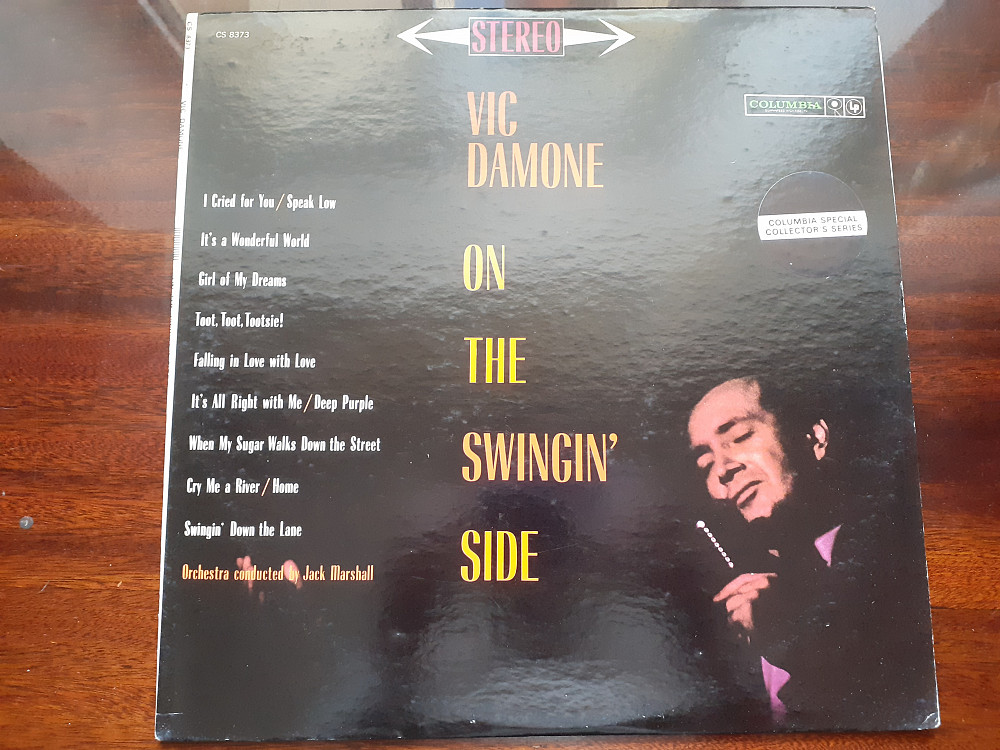 CS 8373
STEREO
COLUMBIA
LP
VIC
DAMONE
COLUMBIA SPECIAL
COLLECTOR'S SERIES
ON
THE
SWINGIN'
SIDE
I Cried for You / Speak Low
It's a Wonderful World
Girl of My Dreams
Toot, Toot, Tootsie!
Falling in Love with Love
It's All Right with Me / Deep Purple
When My Sugar Walks Down the Street
Cry Me a River / Home
Swingin' Down the Lane
Orchestra conducted by Jack Marshall